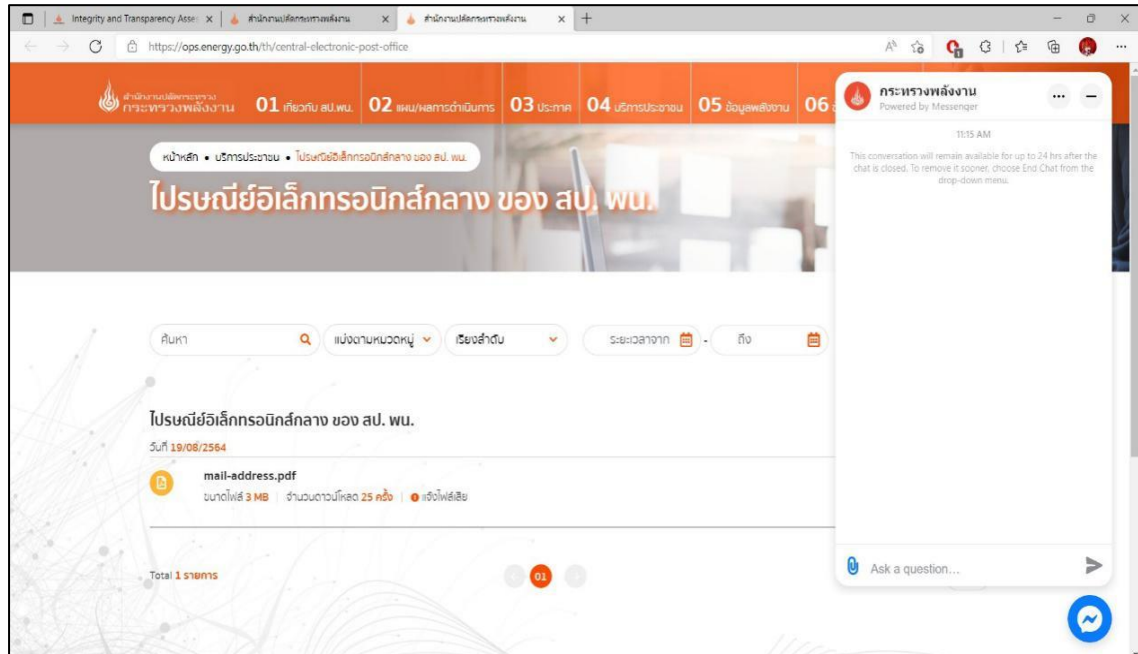 Integrity and Transparency Asse
สำนักงานปลัดกระทรวงพลังงาน
สำนักงานปลัดกระทรวงพลังงาน
https://ops.energy.go.th/th/central-electronic-post-office
สำนักงานปลัดกระทรวง
กระทรวงพลังงาน
01 เกี่ยวกับ สป.พน.
02 แผน/ผลการดำเนินการ
03 ประกาศ
04 บริการประชาชน
05 ข้อมูลพลังงาน
06
กระทรวงพลังงาน
Powered by Messenger
11:15 AM
This conversation will remain available for up to 24 hrs after the
chat is closed. To remove it sooner, choose End Chat from the
drop-down menu.
หน้าหลัก • บริการประชาชน • ไปรษณีย์อิเล็กทรอนิกส์กลาง ของ สป. พน.
ไปรษณีย์อิเล็กทรอนิกส์กลาง ของ สป. พน.
ค้นหา
แบ่งตามหมวดหมู่
เรียงลำดับ
ระยะเวลาจาก
-
ถึง
ไปรษณีย์อิเล็กทรอนิกส์กลาง ของ สป. พน.
วันที่ 19/08/2564
mail-address.pdf
ขนาดไฟล์ 3 MB | จำนวนดาวน์โหลด 25 ครั้ง | แจ้งไฟล์เสีย
Total 1 รายการ
01
Ask a question...